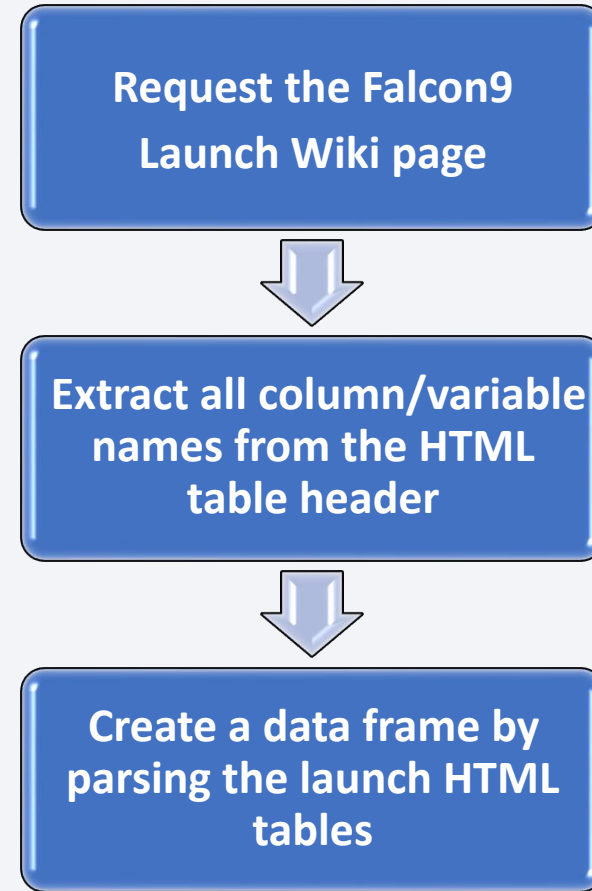 Request the Falcon9
Launch Wiki page
Extract all column/variable
names from the HTML
table header
Create a data frame by
parsing the launch HTML
tables